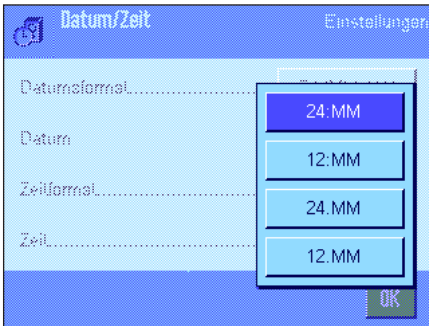 Datum/Zeit
Einstellungen
Datumsformat
24:MM
Datum
12:MM
Zeitformat
24.MM
Zeit
12.MM
OK